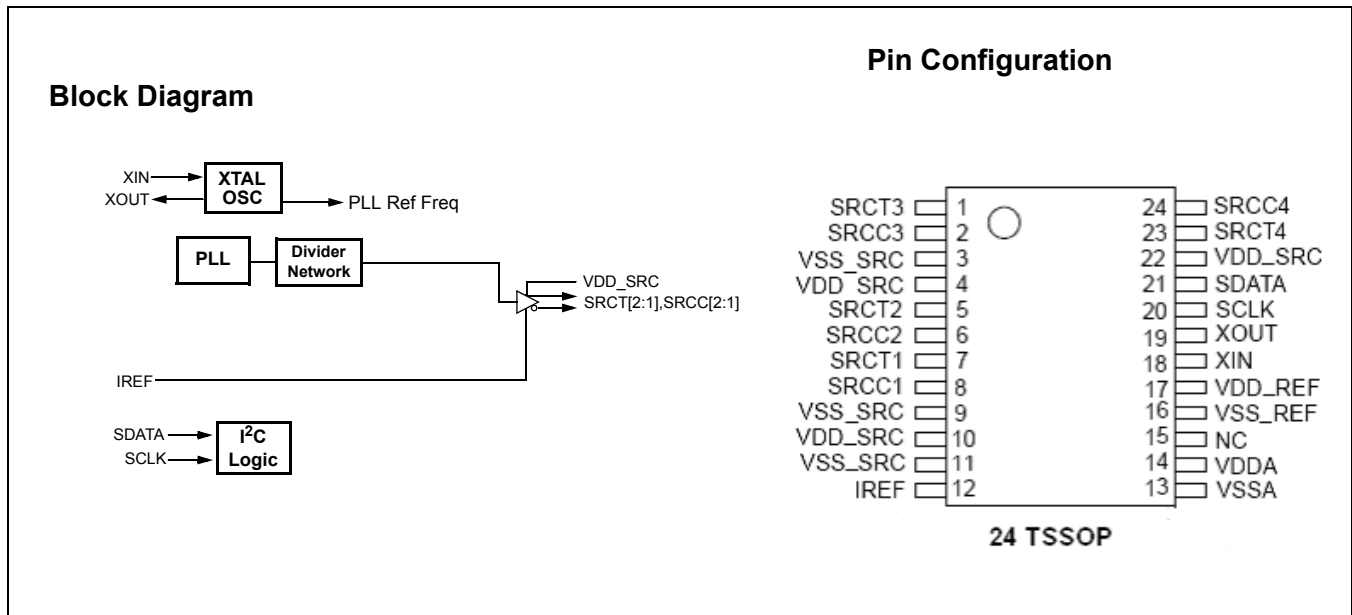 Block Diagram
XIN
XOUT
XTAL
OSC
PLL Ref Freq
PLL
Divider
Network
VDD_SRC
SRCT[2:1],SRCC[2:1]
IREF
SDATA
SCLK
I2C
Logic
Pin Configuration
SRCT3 1
SRCC3 2
VSS_SRC 3
VDD_SRC 4
SRCT2 5
SRCC2 6
SRCT1 7
SRCC1 8
VSS_SRC 9
VDD_SRC 10
VSS_SRC 11
IREF 12
24 SRCC4
23 SRCT4
22 VDD_SRC
21 SDATA
20 SCLK
19 XOUT
18 XIN
17 VDD_REF
16 VSS_REF
15 NC
14 VDDA
13 VSSA
24 TSSOP